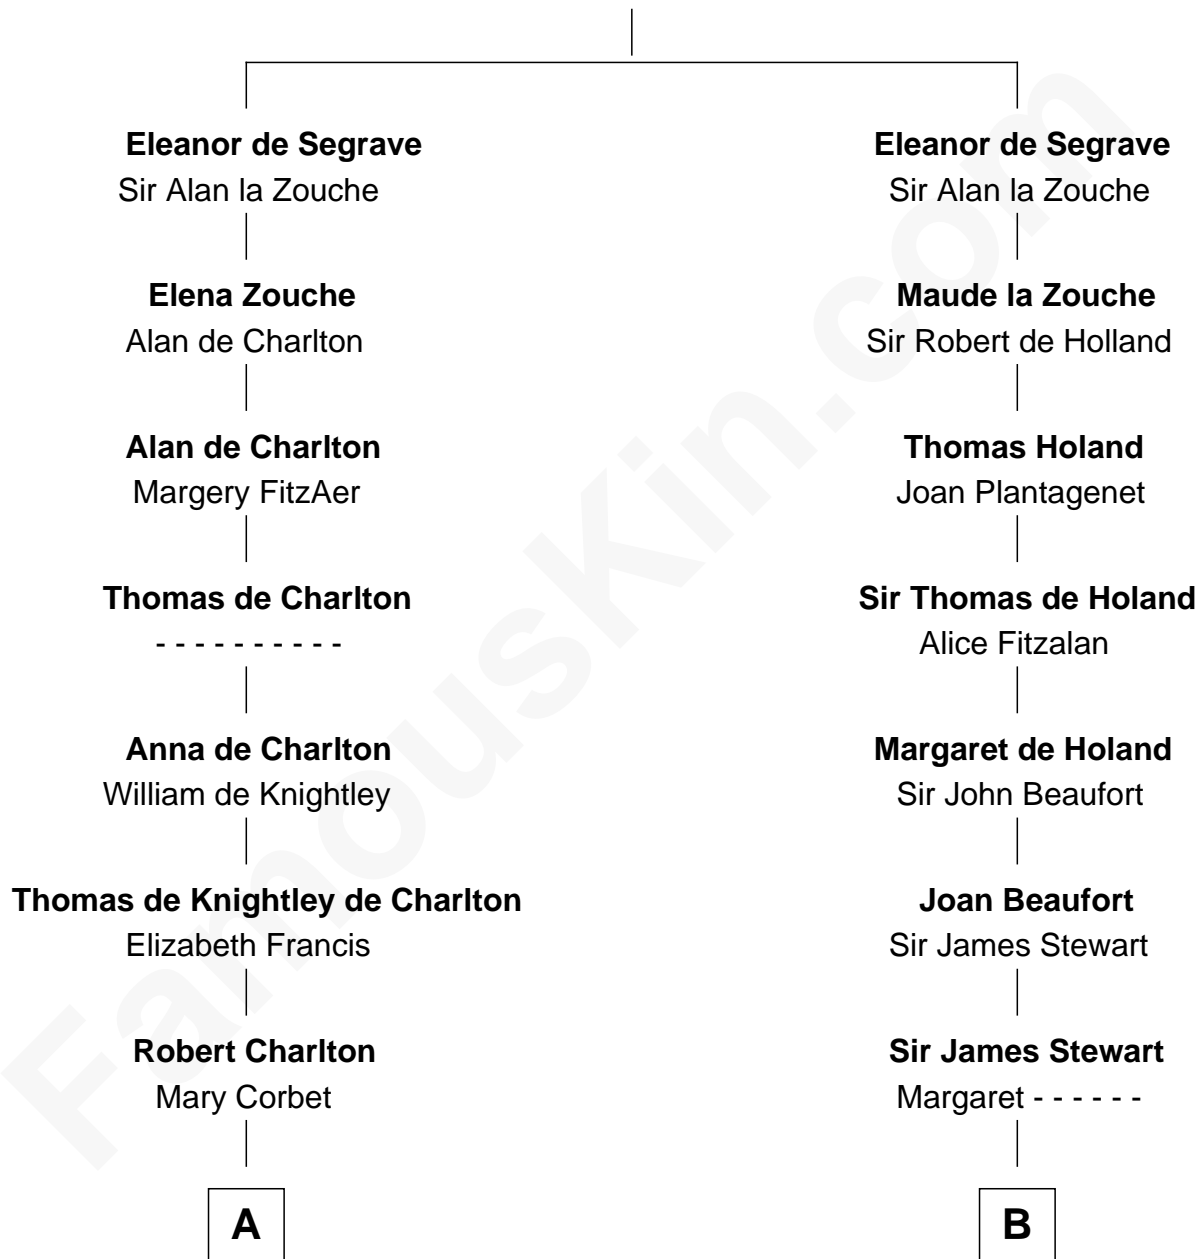 Eleanor de Segrave
Sir Alan la Zouche
Elena Zouche
Alan de Charlton
Alan de Charlton
Margery FitzAer
Thomas de Charlton
- - - - - - - - - -
Anna de Charlton
William de Knightley
Thomas de Knightley de Charlton
Elizabeth Francis
Robert Charlton
Mary Corbet
A
Eleanor de Segrave
Sir Alan la Zouche
Maude la Zouche
Sir Robert de Holland
Thomas Holand
Joan Plantagenet
Sir Thomas de Holand
Alice Fitzalan
Margaret de Holand
Sir John Beaufort
Joan Beaufort
Sir James Stewart
Sir James Stewart
Margaret - - - - - -
B
FamousKin.com